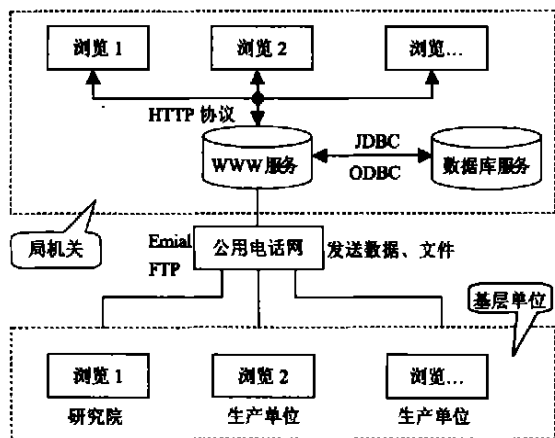 浏览 1
浏览 2
浏览…
HTTP 协议
WWW 服务
JDBC
ODBC
数据库服务
局机关
Emial
FTP
公用电话网
发送数据、文件
基层单位
浏览 1
浏览 2
浏览…
研究院
生产单位
生产单位